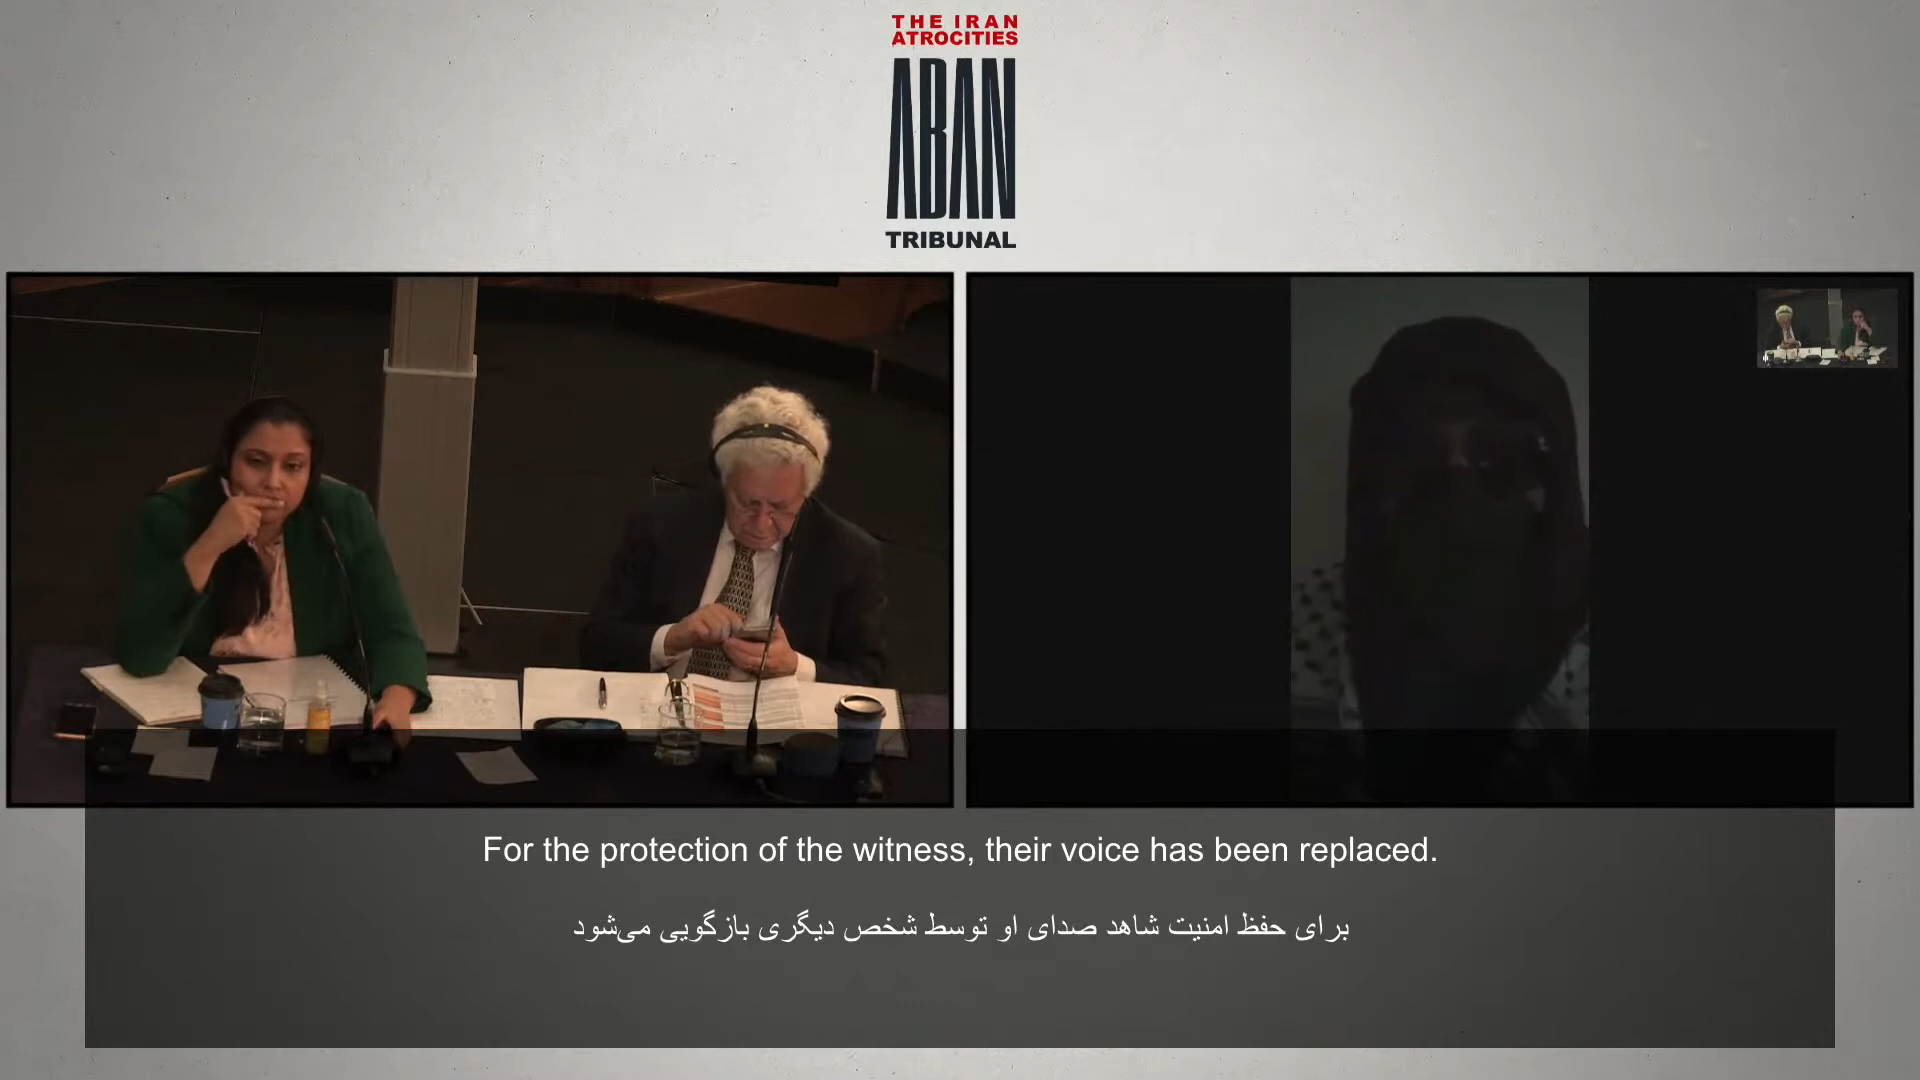 THE IRAN
ATROCITIES
ABAN
TRIBUNAL
For the protection of the witness, their voice has been replaced.
برای حفظ امنیت شاهد صدای او توسط شخص دیگری بازگویی می‌شود